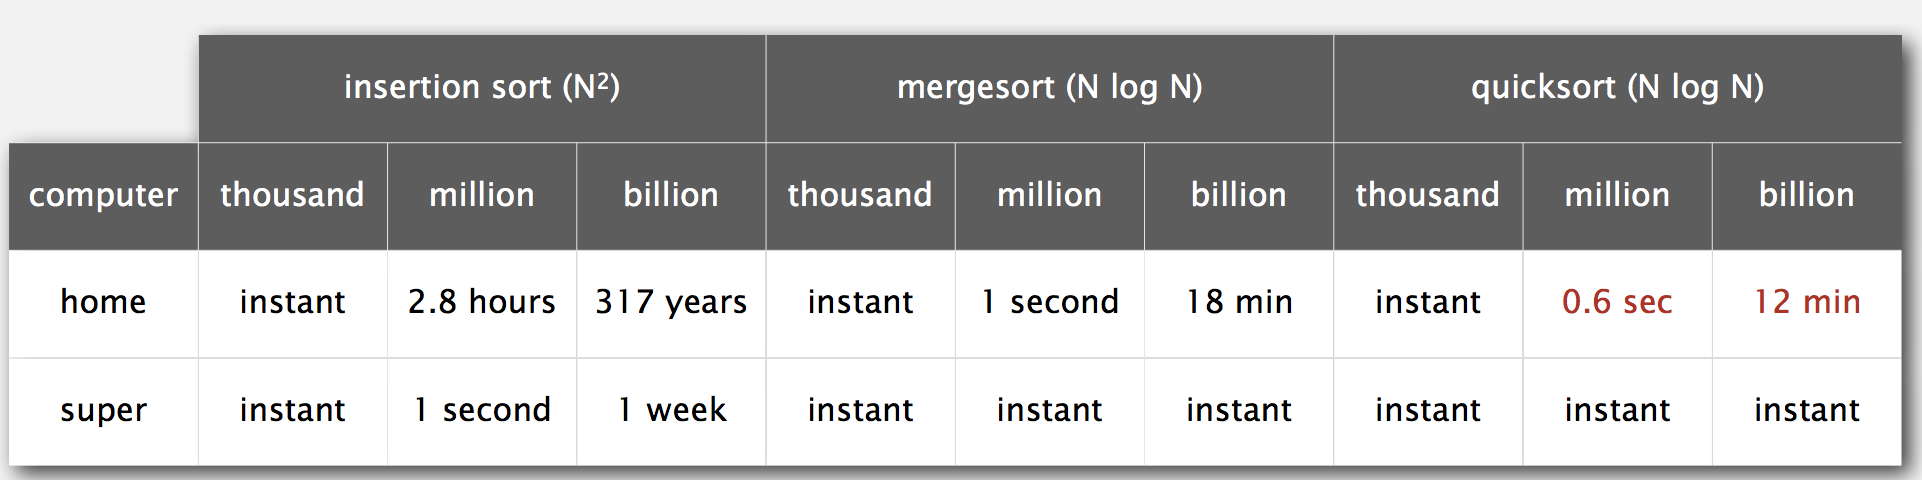 insertion sort (N²) mergesort (N log N) quicksort (N log N)
computer thousand million billion thousand million billion thousand million billion
home instant 2.8 hours 317 years instant 1 second 18 min instant 0.6 sec 12 min
super instant 1 second 1 week instant instant instant instant instant instant